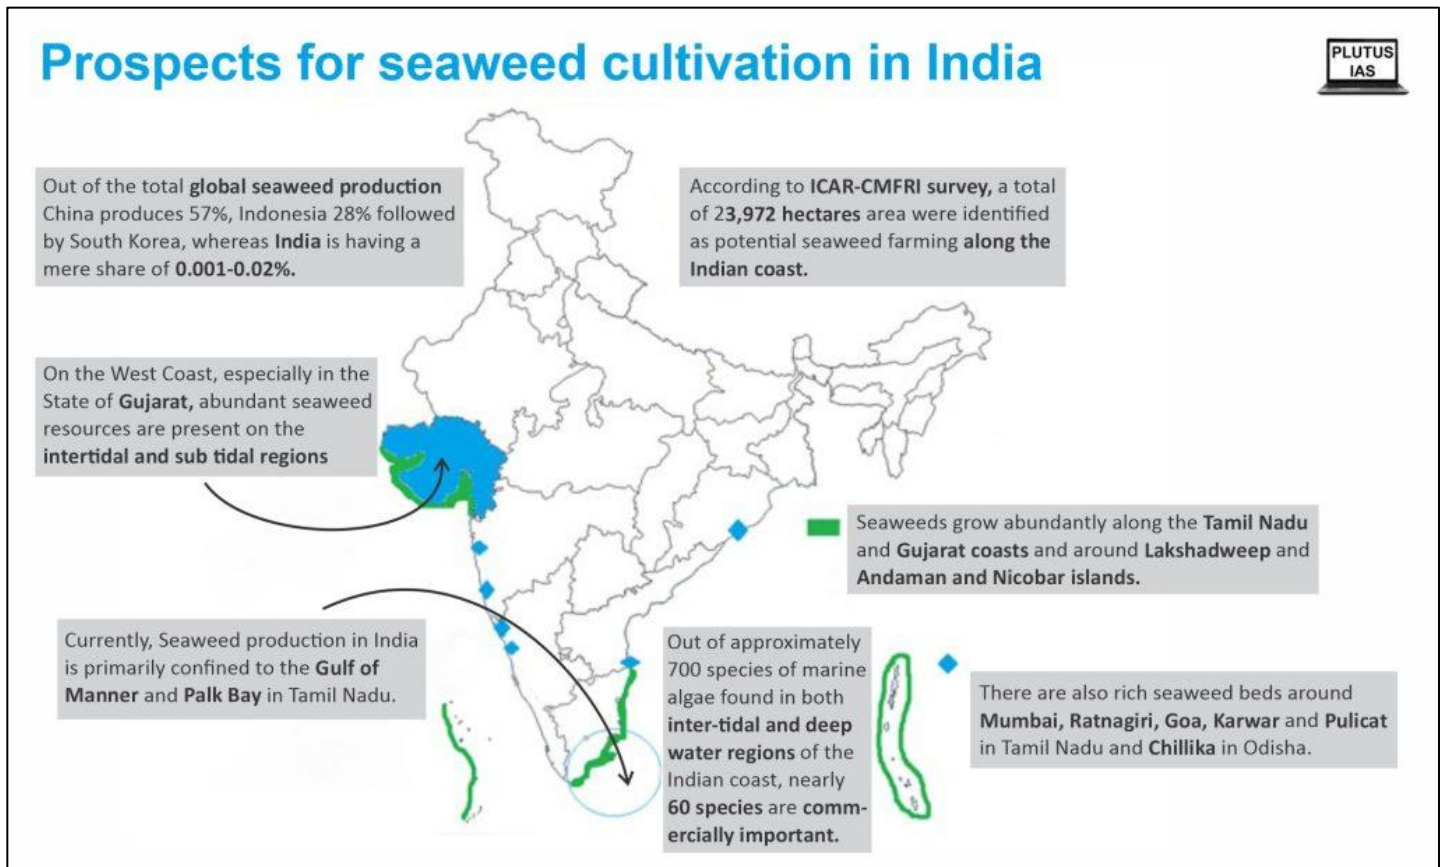 Prospects for seaweed cultivation in India
PLUTUS
IAS
Out of the total global seaweed production
China produces 57%, Indonesia 28% followed
by South Korea, whereas India is having a
mere share of 0.001-0.02%.
According to ICAR-CMFRI survey, a total
of 23,972 hectares area were identified
as potential seaweed farming along the
Indian coast.
On the West Coast, especially in the
State of Gujarat, abundant seaweed
resources are present on the
intertidal and sub tidal regions
Seaweeds grow abundantly along the Tamil Nadu
and Gujarat coasts and around Lakshadweep and
Andaman and Nicobar islands.
Currently, Seaweed production in India
is primarily confined to the Gulf of
Manner and Palk Bay in Tamil Nadu.
Out of approximately
700 species of marine
algae found in both
inter-tidal and deep
water regions of the
Indian coast, nearly
60 species are comm-
ercially important.
There are also rich seaweed beds around
Mumbai, Ratnagiri, Goa, Karwar and Pulicat
in Tamil Nadu and Chillika in Odisha.